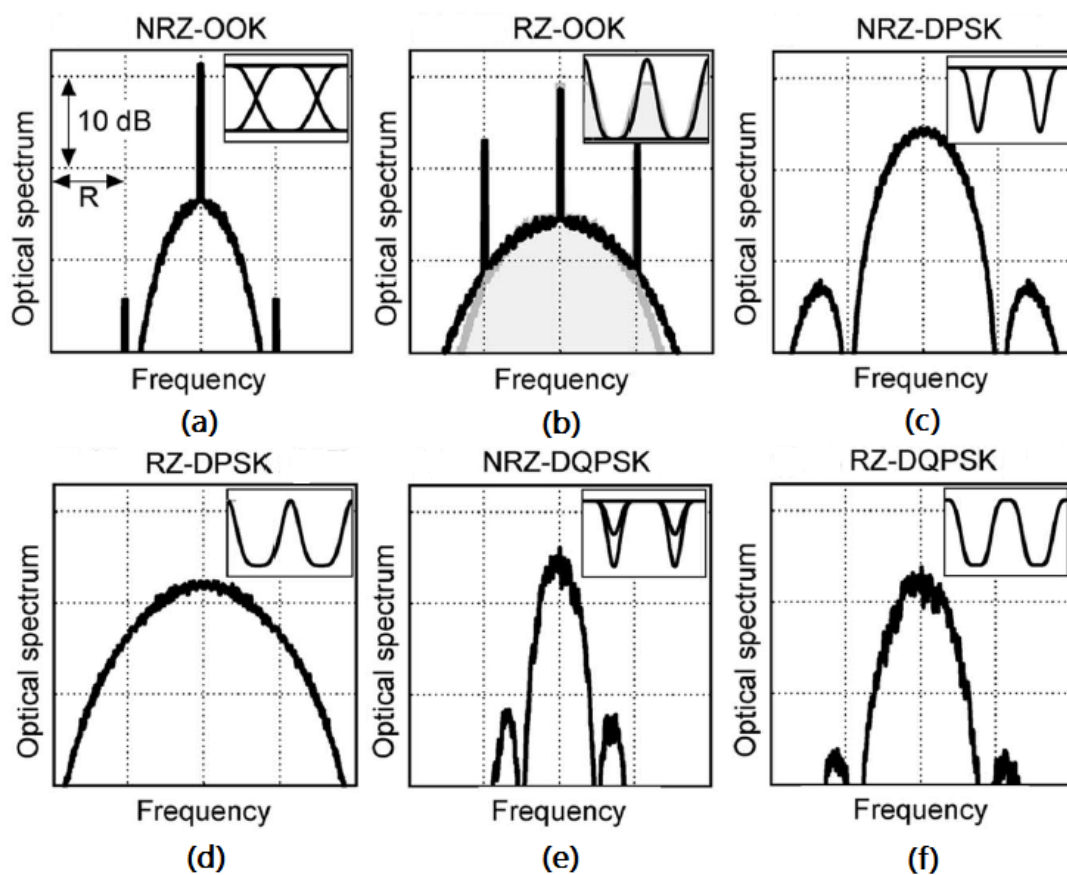 NRZ-OOK
Optical spectrum
10 dB
R
Frequency
(a)
RZ-OOK
Optical spectrum
Frequency
(b)
NRZ-DPSK
Optical spectrum
Frequency
(c)
RZ-DPSK
Optical spectrum
Frequency
(d)
NRZ-DQPSK
Optical spectrum
Frequency
(e)
RZ-DQPSK
Optical spectrum
Frequency
(f)